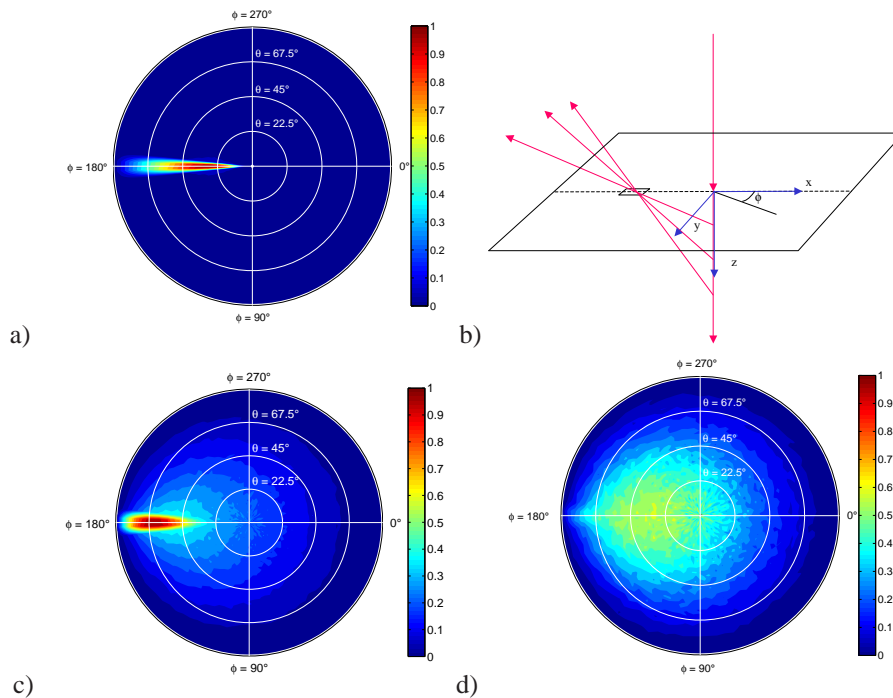 ϕ = 270°
θ = 67.5°
θ = 45°
θ = 22.5°
ϕ = 180°
0°
ϕ = 90°
1
0.9
0.8
0.7
0.6
0.5
0.4
0.3
0.2
0.1
0
a)
x
ϕ
y
z
b)
ϕ = 270°
θ = 67.5°
θ = 45°
θ = 22.5°
ϕ = 180°
0°
ϕ = 90°
1
0.9
0.8
0.7
0.6
0.5
0.4
0.3
0.2
0.1
0
c)
ϕ = 270°
θ = 67.5°
θ = 45°
θ = 22.5°
ϕ = 180°
0°
ϕ = 90°
1
0.9
0.8
0.7
0.6
0.5
0.4
0.3
0.2
0.1
0
d)